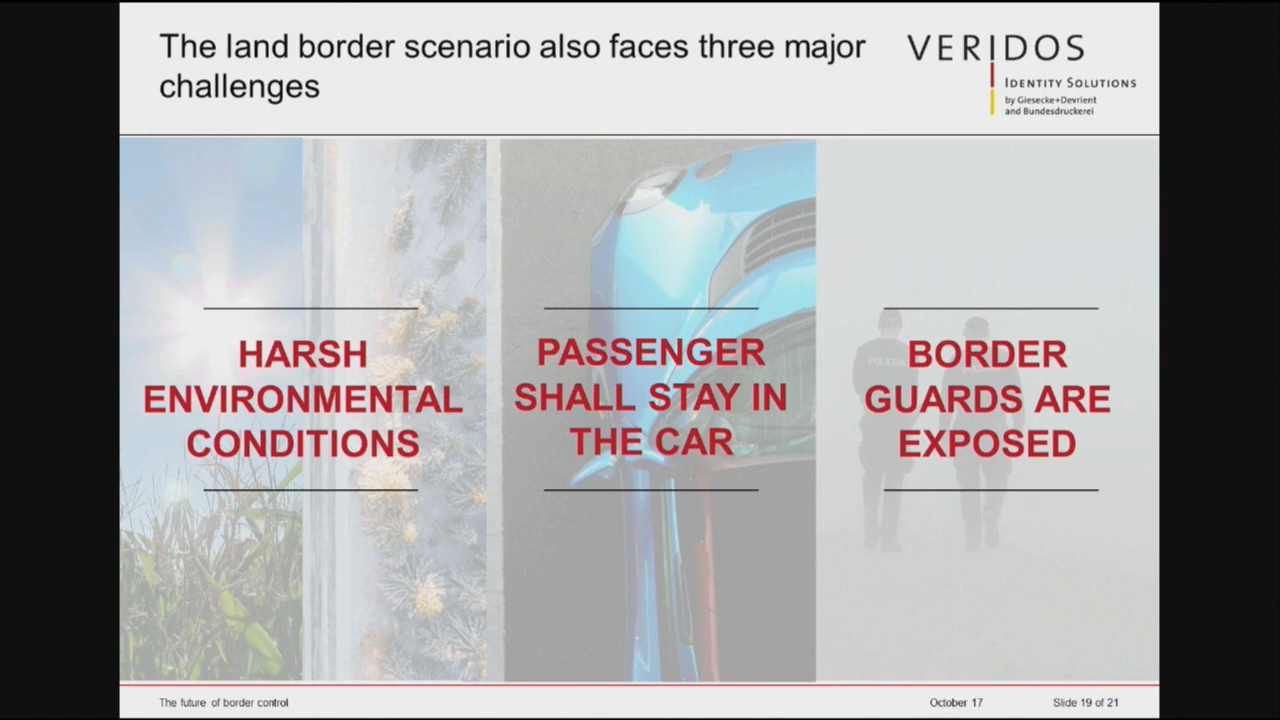 The land border scenario also faces three major
challenges
VERIDOS
IDENTITY SOLUTIONS
by Giesecke+Devrient
and Bundesdruckerei
HARSH
ENVIRONMENTAL
CONDITIONS
PASSENGER
SHALL STAY IN
THE CAR
BORDER
GUARDS ARE
EXPOSED
The future of border control
October 17
Slide 19 of 21